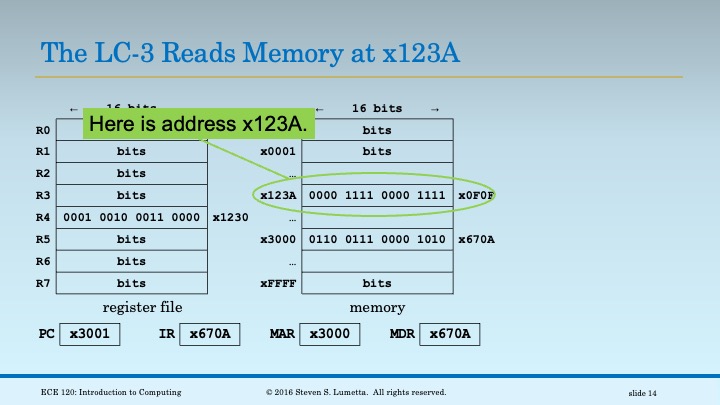 The LC-3 Reads Memory at x123A
← 16 bits ← 16 bits →
Here is address x123A.
R0 bits
R1 bits x0001 bits
R2 bits …
R3 bits x123A 0000 1111 0000 1111 x0F0F
R4 0001 0010 0011 0000 x1230 …
R5 bits x3000 0110 0111 0000 1010 x670A
R6 bits …
R7 bits xFFFF bits
register file memory
PC x3001 IR x670A MAR x3000 MDR x670A
ECE 120: Introduction to Computing © 2016 Steven S. Lumetta. All rights reserved. slide 14